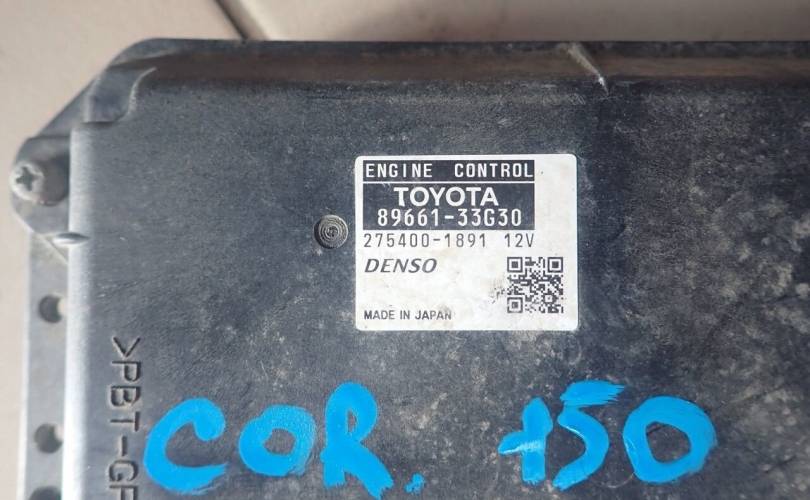 ENGINE CONTROL
TOYOTA
89661-33G30
275400-1891 12V
DENSO
MADE IN JAPAN
>PBT-GF
COR. 150